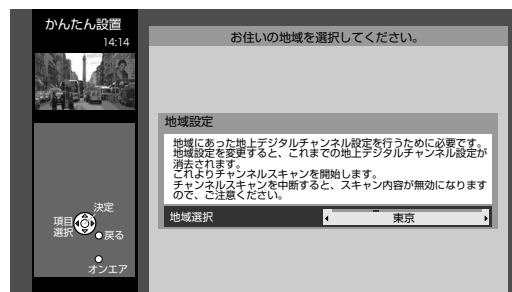 かんたん設置
14:14
お住いの地域を選択してください。
地域設定
地域にあった地上デジタルチャンネル設定を行うために必要です。
地域設定を変更すると、これまでの地上デジタルチャンネル設定が
消去されます。
これよりチャンネルスキャンを開始します。
チャンネルスキャンを中断すると、スキャン内容が無効になります
ので、ご注意ください。
地域選択
東京
決定
項目
選択
戻る
オンエア